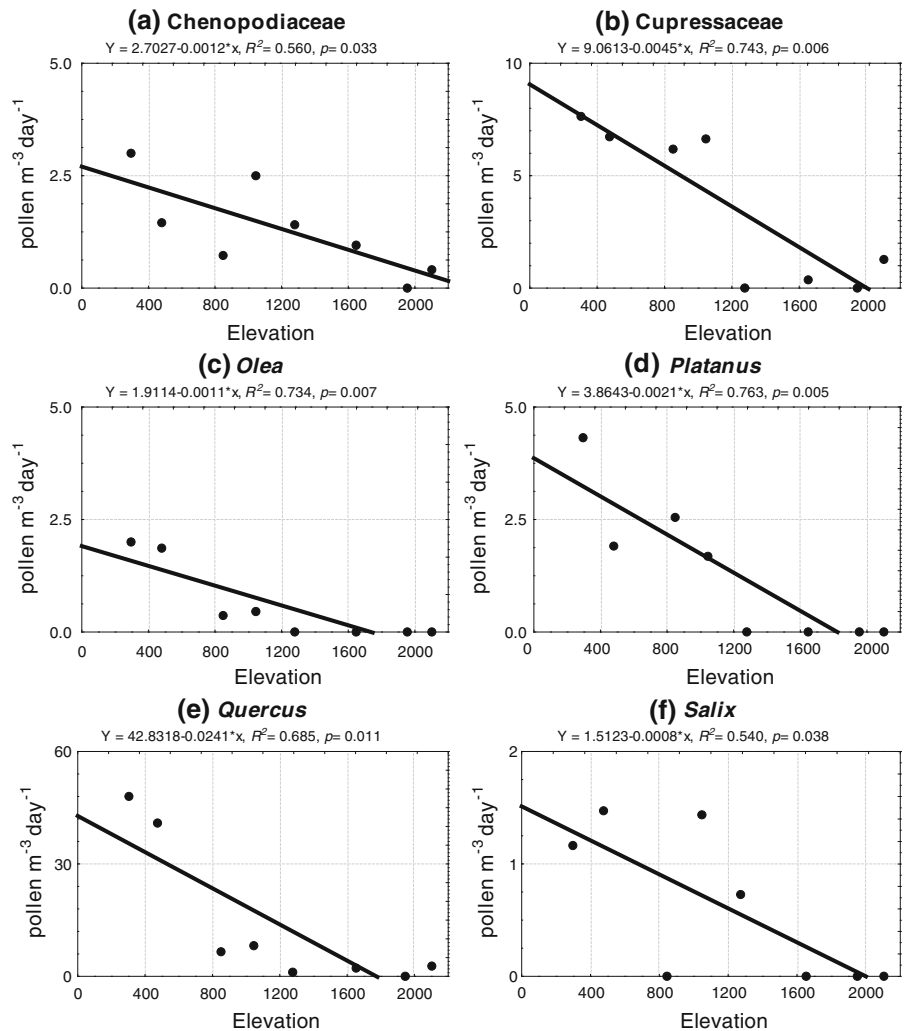 (a) Chenopodiaceae
Y = 2.7027-0.0012*x, R²= 0.560, p= 0.033
5.0
2.5
0.0
pollen m⁻³ day⁻¹
0 400 800 1200 1600 2000
Elevation
(b) Cupressaceae
Y = 9.0613-0.0045*x, R²= 0.743, p= 0.006
10
5
0
pollen m⁻³ day⁻¹
0 400 800 1200 1600 2000
Elevation
(c) Olea
Y = 1.9114-0.0011*x, R²= 0.734, p= 0.007
5.0
2.5
0.0
pollen m⁻³ day⁻¹
0 400 800 1200 1600 2000
Elevation
(d) Platanus
Y = 3.8643-0.0021*x, R²= 0.763, p= 0.005
5.0
2.5
0.0
pollen m⁻³ day⁻¹
0 400 800 1200 1600 2000
Elevation
(e) Quercus
Y = 42.8318-0.0241*x, R²= 0.685, p= 0.011
60
30
0
pollen m⁻³ day⁻¹
0 400 800 1200 1600 2000
Elevation
(f) Salix
Y = 1.5123-0.0008*x, R²= 0.540, p= 0.038
2
1
0
pollen m⁻³ day⁻¹
0 400 800 1200 1600 2000
Elevation